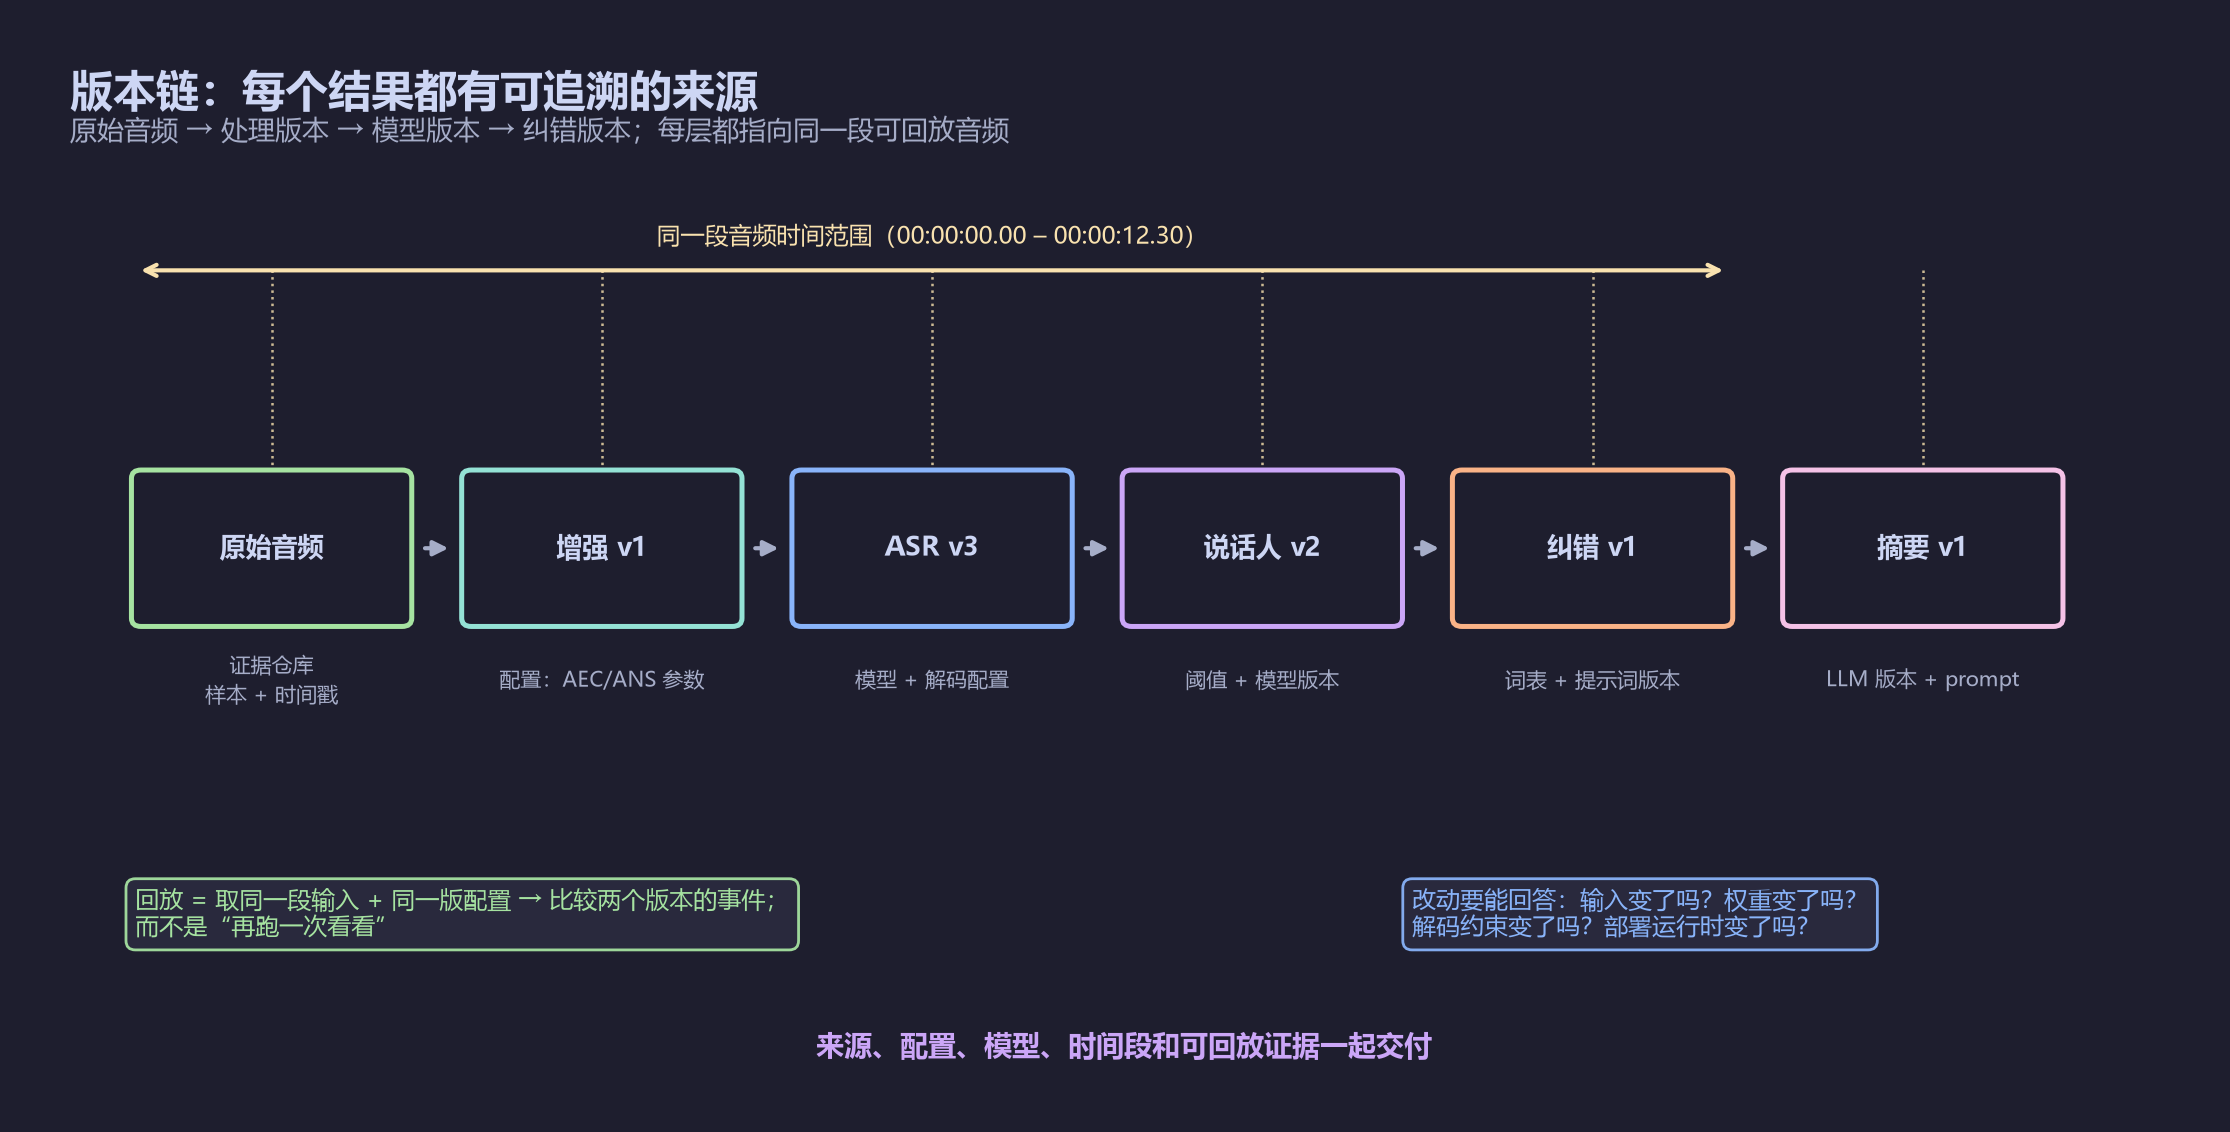 版本链：每个结果都有可追溯的来源
原始音频 → 处理版本 → 模型版本 → 纠错版本；每层都指向同一段可回放音频
同一段音频时间范围（00:00:00.00 – 00:00:12.30）
原始音频
增强 v1
ASR v3
说话人 v2
纠错 v1
摘要 v1
证据仓库
样本 + 时间戳
配置：AEC/ANS 参数
模型 + 解码配置
阈值 + 模型版本
词表 + 提示词版本
LLM 版本 + prompt
回放 = 取同一段输入 + 同一版配置 → 比较两个版本的事件；
而不是“再跑一次看看”
改动要能回答：输入变了吗？权重变了吗？
解码约束变了吗？部署运行时变了吗？
来源、配置、模型、时间段和可回放证据一起交付